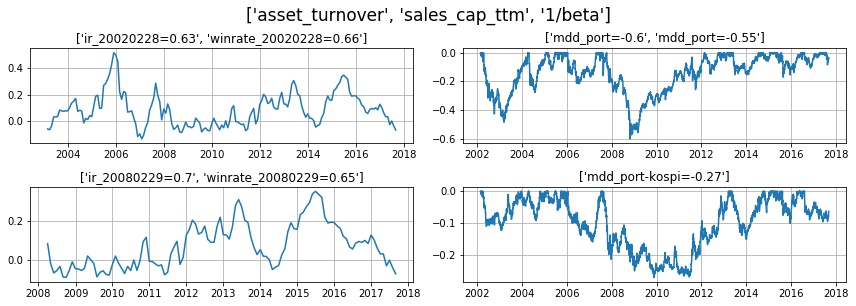 ['asset_turnover', 'sales_cap_ttm', '1/beta']
['ir_20020228=0.63', 'winrate_20020228=0.66']
0.4
0.2
0.0
2004 2006 2008 2010 2012 2014 2016 2018
['mdd_port=-0.6', 'mdd_port=-0.55']
0.0
−0.2
−0.4
−0.6
2002 2004 2006 2008 2010 2012 2014 2016 2018
['ir_20080229=0.7', 'winrate_20080229=0.65']
0.2
0.0
2008 2009 2010 2011 2012 2013 2014 2015 2016 2017 2018
['mdd_port-kospi=-0.27']
0.0
−0.1
−0.2
2002 2004 2006 2008 2010 2012 2014 2016 2018